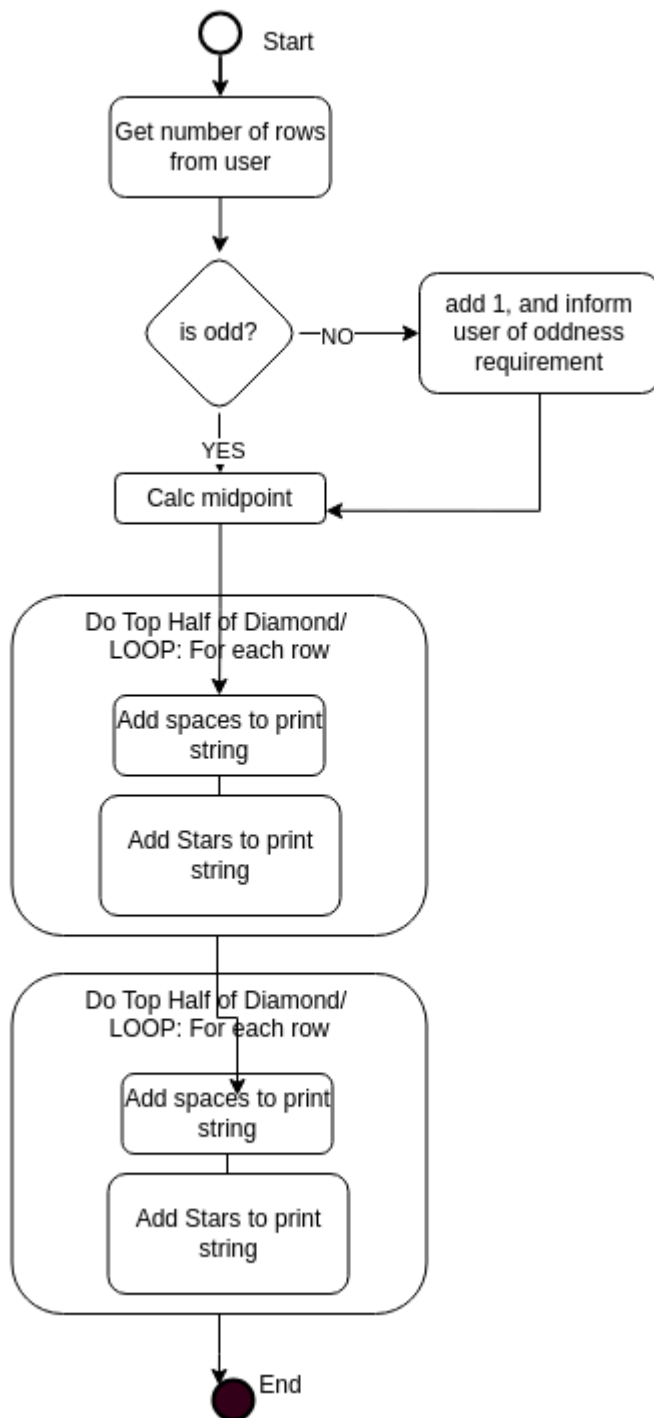 Start
Get number of rows
from user
is odd?
NO
add 1, and inform
user of oddness
requirement
YES
Calc midpoint
Do Top Half of Diamond/
LOOP: For each row
Add spaces to print
string
Add Stars to print
string
Do Top Half of Diamond/
LOOP: For each row
Add spaces to print
string
Add Stars to print
string
End